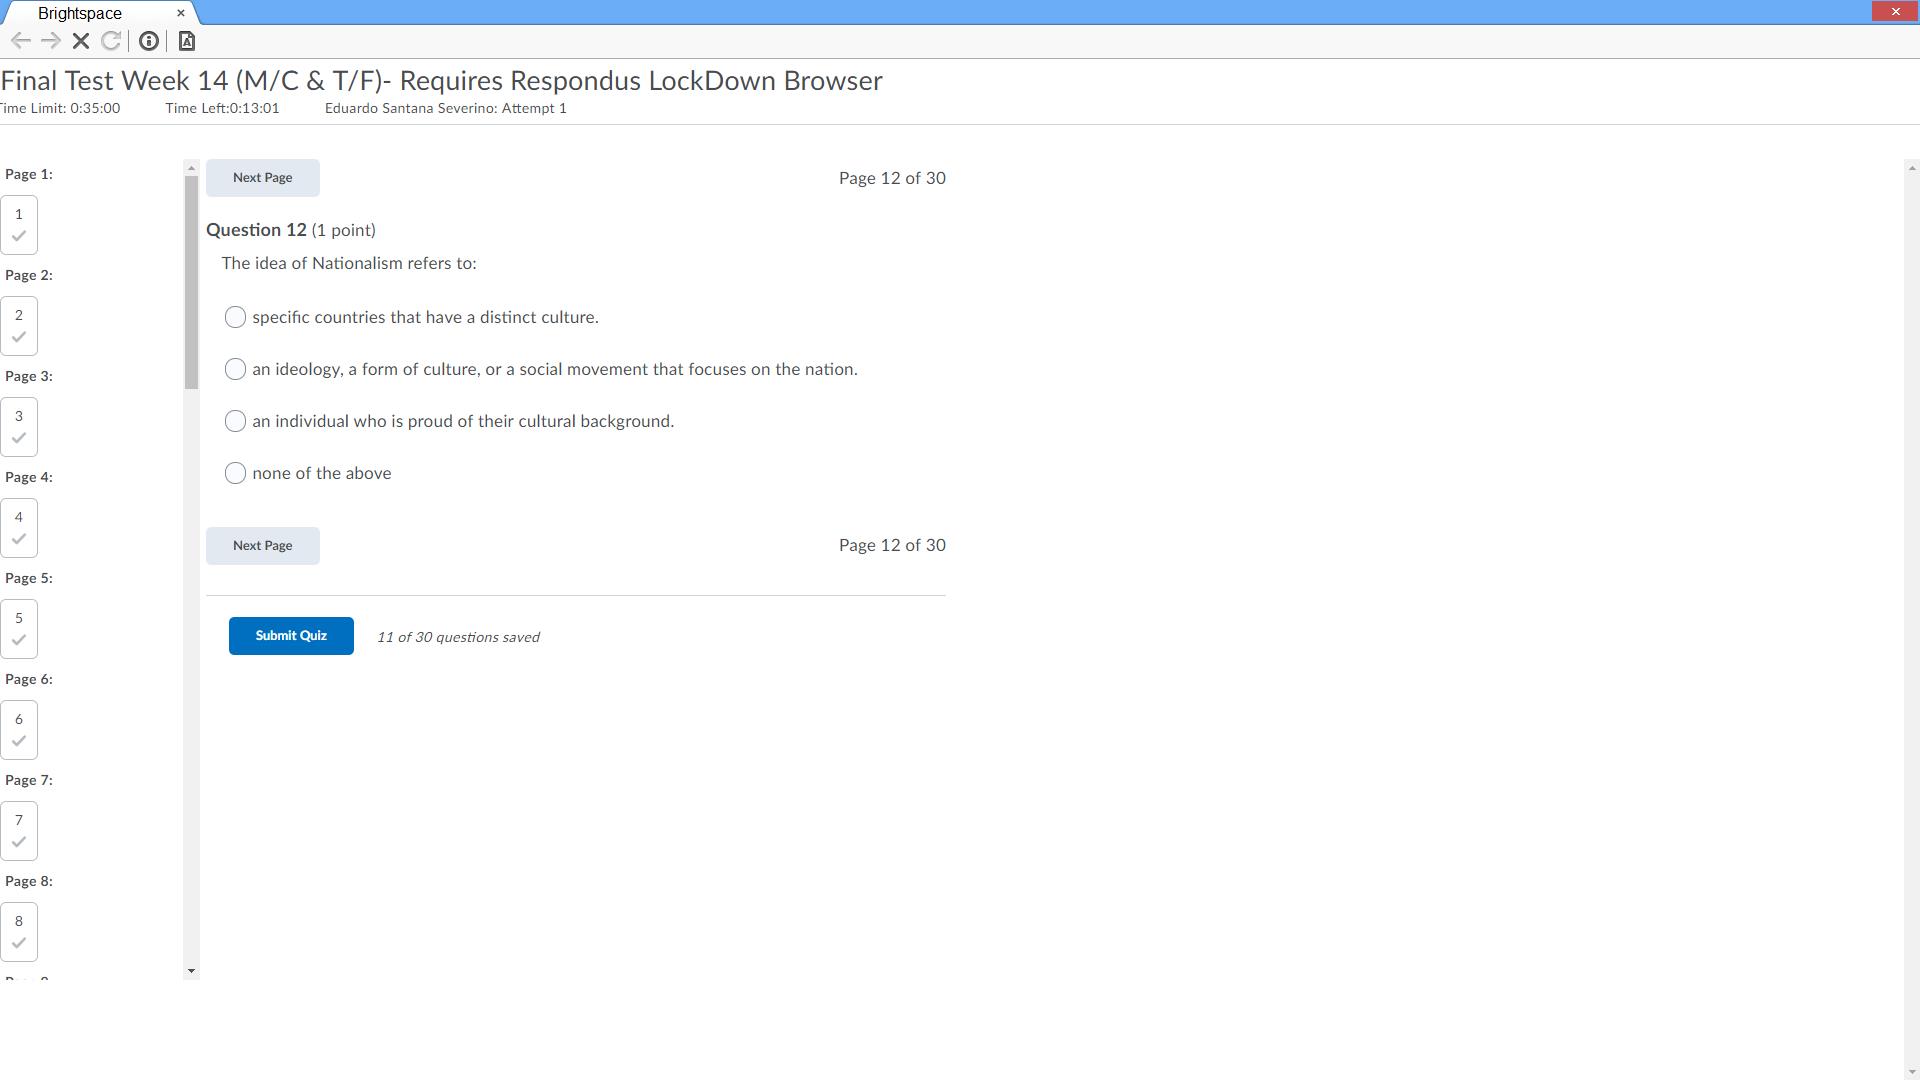 Brightspace
Final Test Week 14 (M/C & T/F)- Requires Respondus LockDown Browser
Time Limit: 0:35:00 Time Left:0:13:01 Eduardo Santana Severino: Attempt 1
Page 1:
1
Page 2:
2
Page 3:
3
Page 4:
4
Page 5:
5
Page 6:
6
Page 7:
7
Page 8:
8
Next Page Page 12 of 30
Question 12 (1 point)
The idea of Nationalism refers to:
specific countries that have a distinct culture.
an ideology, a form of culture, or a social movement that focuses on the nation.
an individual who is proud of their cultural background.
none of the above
Next Page Page 12 of 30
Submit Quiz 11 of 30 questions saved